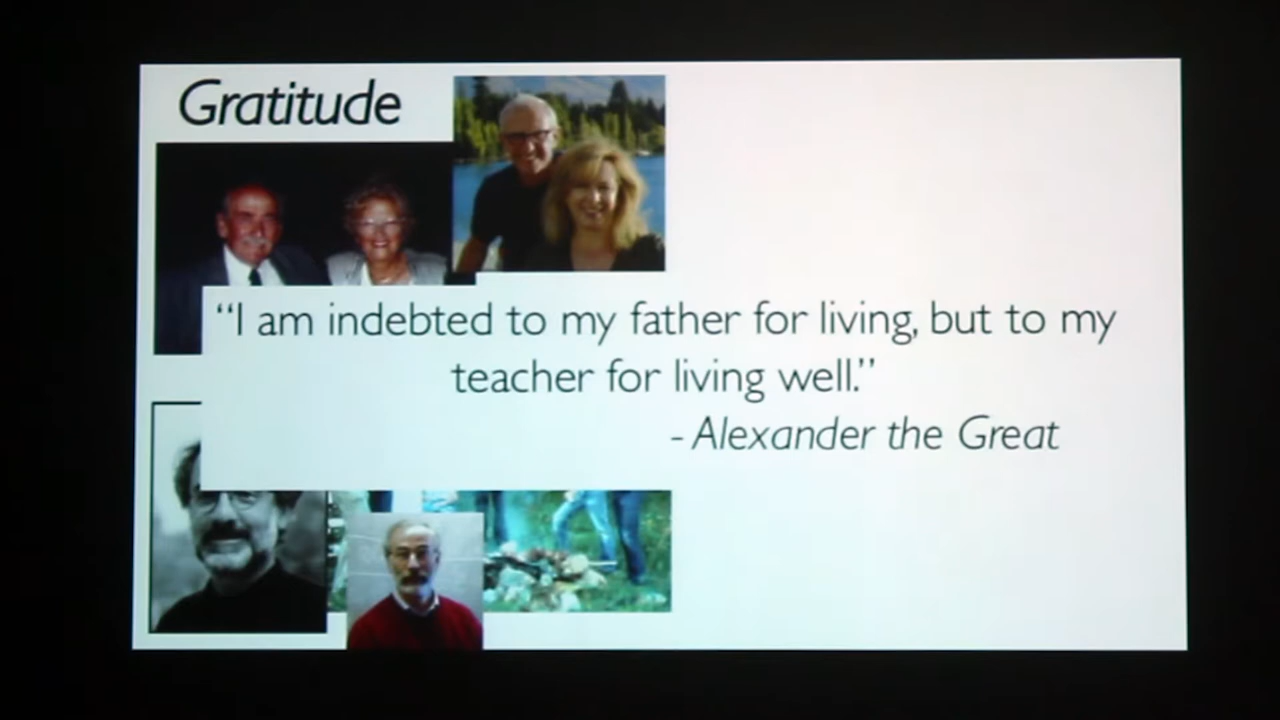 Gratitude
“I am indebted to my father for living, but to my
teacher for living well.”
- Alexander the Great